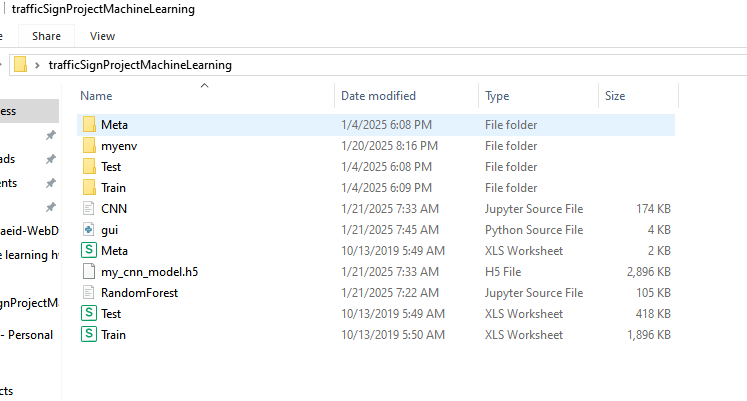 trafficSignProjectMachineLearning
Share View
trafficSignProjectMachineLearning
Name Date modified Type Size
Meta 1/4/2025 6:08 PM File folder
myenv 1/20/2025 8:16 PM File folder
Test 1/4/2025 6:08 PM File folder
Train 1/4/2025 6:09 PM File folder
CNN 1/21/2025 7:33 AM Jupyter Source File 174 KB
gui 1/21/2025 7:45 AM Python Source File 4 KB
Meta 10/13/2019 5:49 AM XLS Worksheet 2 KB
my_cnn_model.h5 1/21/2025 7:33 AM H5 File 2,896 KB
RandomForest 1/21/2025 7:22 AM Jupyter Source File 105 KB
Test 10/13/2019 5:49 AM XLS Worksheet 418 KB
Train 10/13/2019 5:50 AM XLS Worksheet 1,896 KB
ess
ads
ents
aeid-WebD
e learning h
gnProjectMa
- Personal
cts